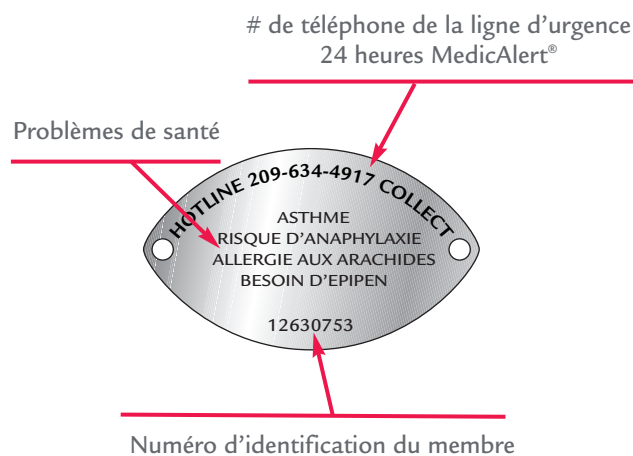 # de téléphone de la ligne d’urgence
24 heures MedicAlert®
Problèmes de santé
HOTLINE 209-634-4917 COLLECT
ASTHME
RISQUE D’ANAPHYLAXIE
ALLERGIE AUX ARACHIDES
BESOIN D’EPIPEN
12630753
Numéro d’identification du membre